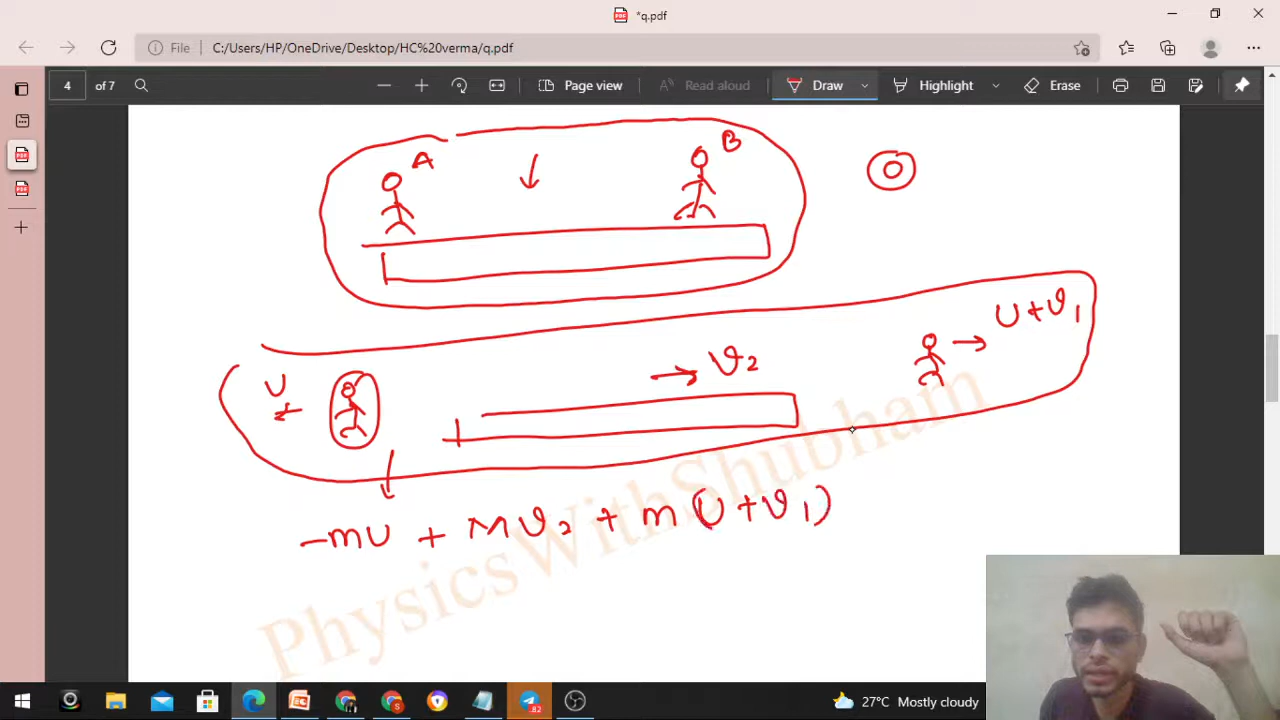 *q.pdf
File C:/Users/HP/OneDrive/Desktop/HC%20verma/q.pdf
4 of 7 Page view Read aloud Draw Highlight Erase
A
B
U + v₁
v₂
U
-mU + Mv₂ + m (U + v₁)
PhysicsWithShubham
82
27°C Mostly cloudy